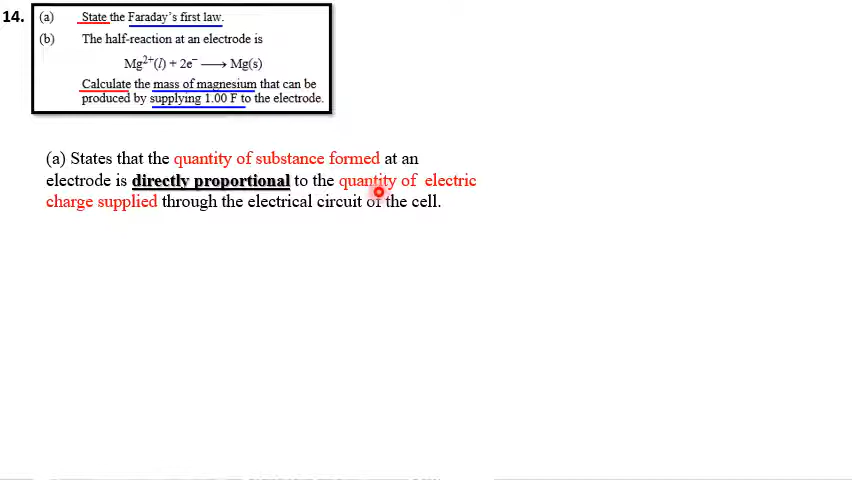 14. (a) State the Faraday's first law.
(b) The half-reaction at an electrode is
Mg²⁺(l) + 2e⁻ ⟶ Mg(s)
Calculate the mass of magnesium that can be
produced by supplying 1.00 F to the electrode.
(a) States that the quantity of substance formed at an
electrode is directly proportional to the quantity of electric
charge supplied through the electrical circuit of the cell.